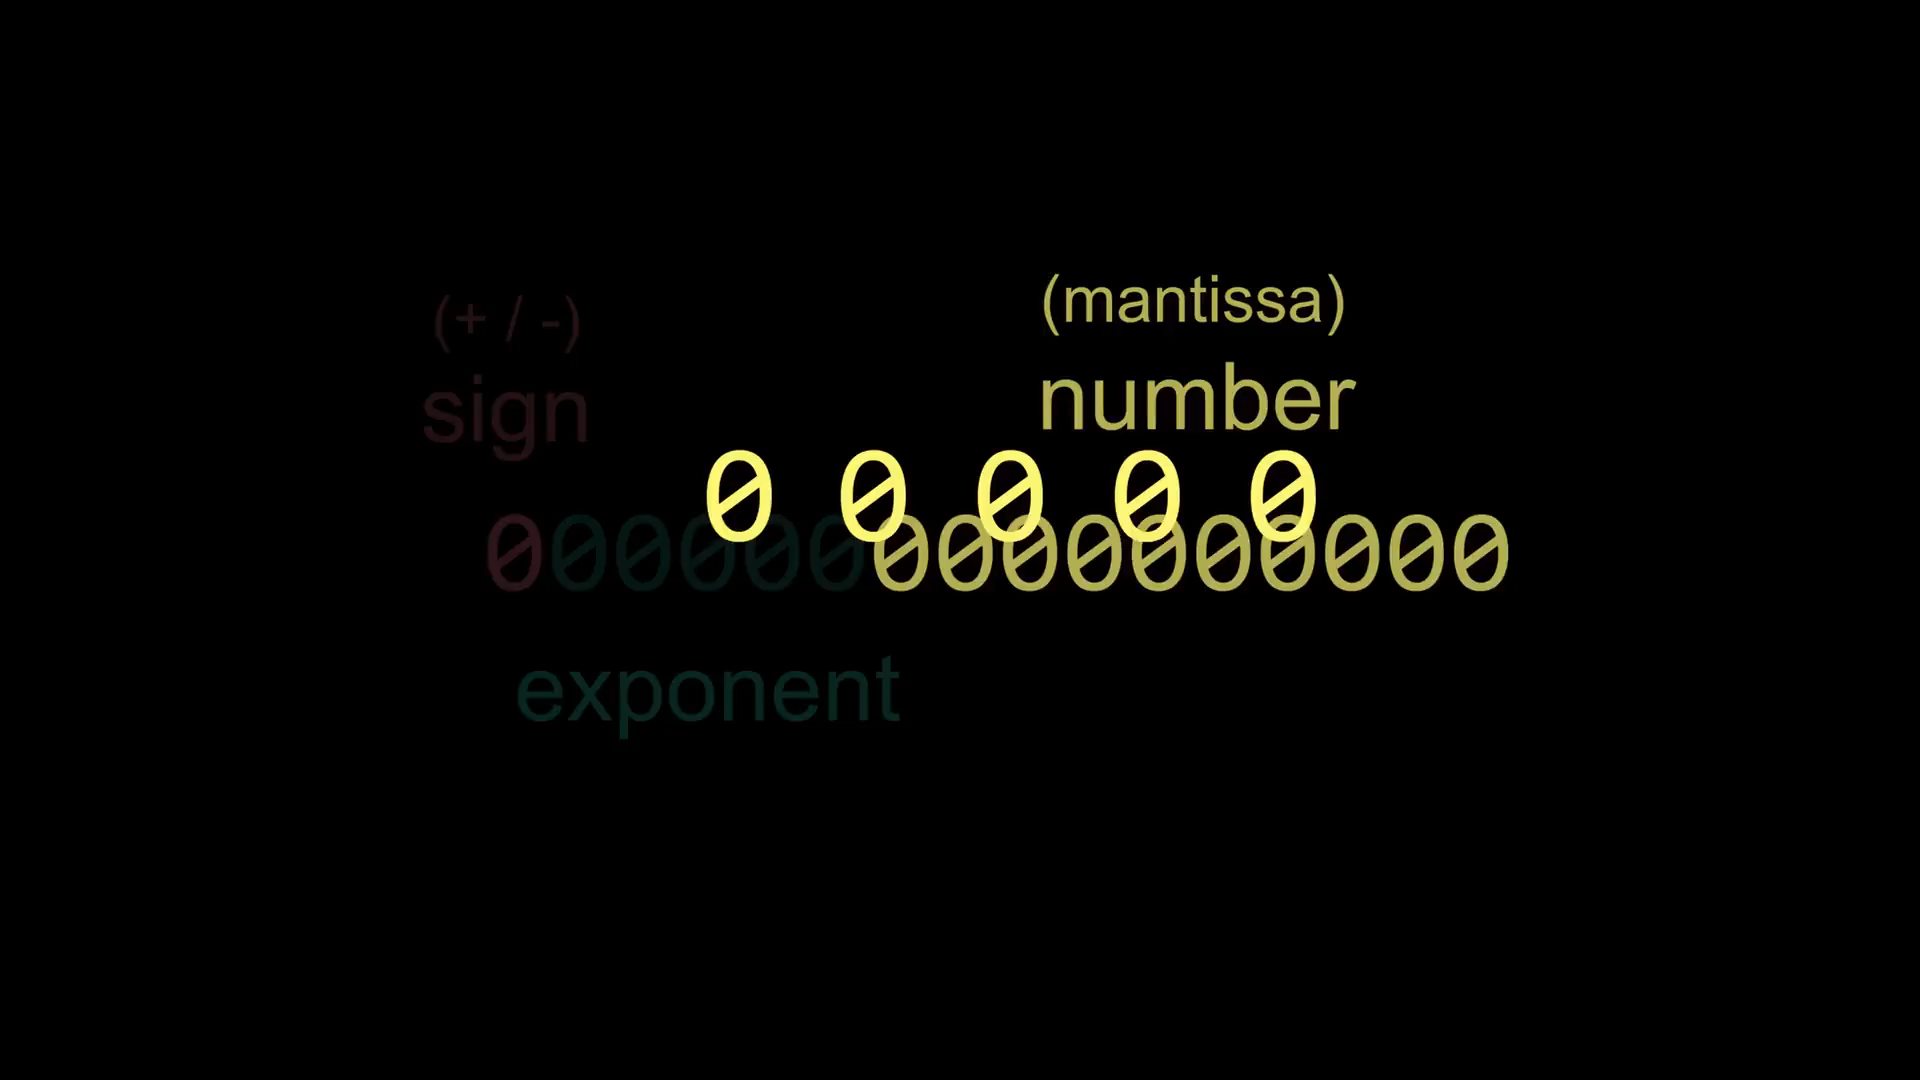 (+ / -)
sign
(mantissa)
number
0 0 0 0 0
0000000000000000
exponent